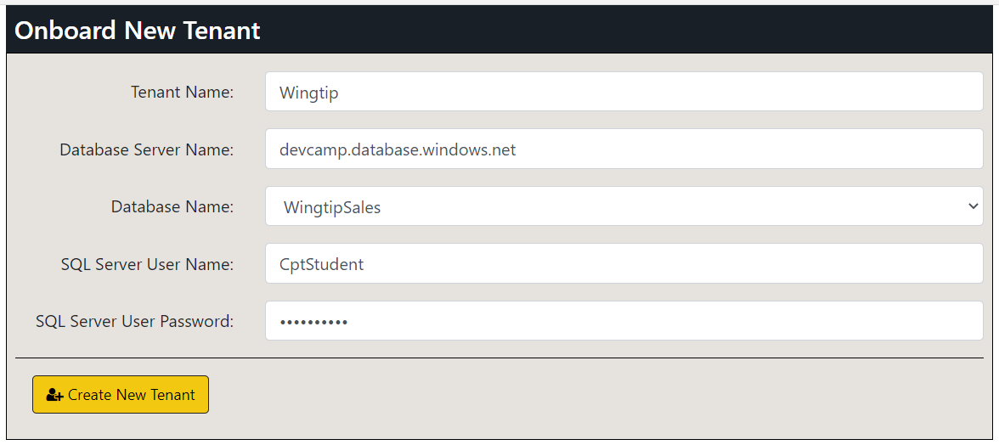 Onboard New Tenant
Tenant Name: Wingtip
Database Server Name: devcamp.database.windows.net
Database Name: WingtipSales
SQL Server User Name: CptStudent
SQL Server User Password: ••••••••••
Create New Tenant